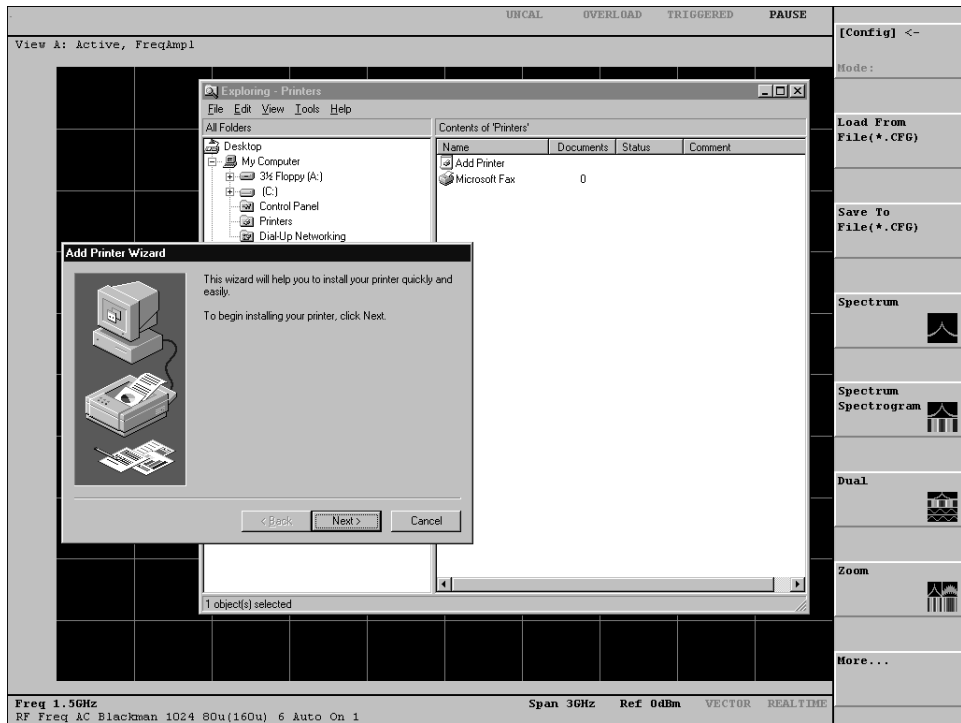 UNCAL OVERLOAD TRIGGERED PAUSE
View A: Active, FreqAmpl
[Config] <-
Mode:
Load From
File(*.CFG)
Save To
File(*.CFG)
Spectrum
Spectrum
Spectrogram
Dual
Zoom
More...
Exploring - Printers
File Edit View Tools Help
All Folders
Contents of 'Printers'
Desktop
My Computer
3½ Floppy (A:)
(C:)
Control Panel
Printers
Dial-Up Networking
Name Documents Status Comment
Add Printer
Microsoft Fax 0
Add Printer Wizard
This wizard will help you to install your printer quickly and
easily.
To begin installing your printer, click Next.
< Back Next > Cancel
1 object(s) selected
Freq 1.5GHz Span 3GHz Ref 0dBm VECTOR REALTIME
RF Freq AC Blackman 1024 80u(160u) 6 Auto On 1